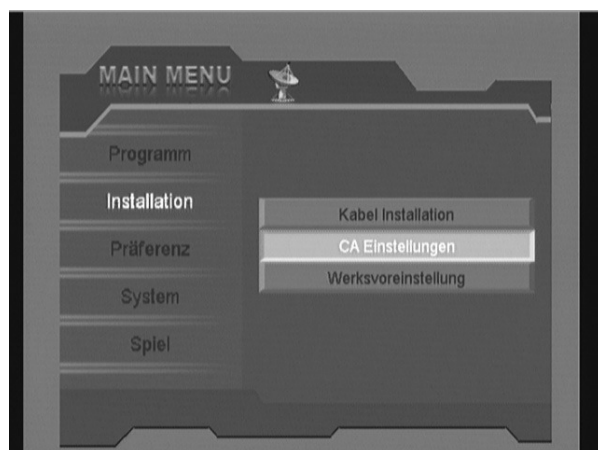 MAIN MENU
Programm
Installation
Präferenz
System
Spiel
Kabel Installation
CA Einstellungen
Werksvoreinstellung